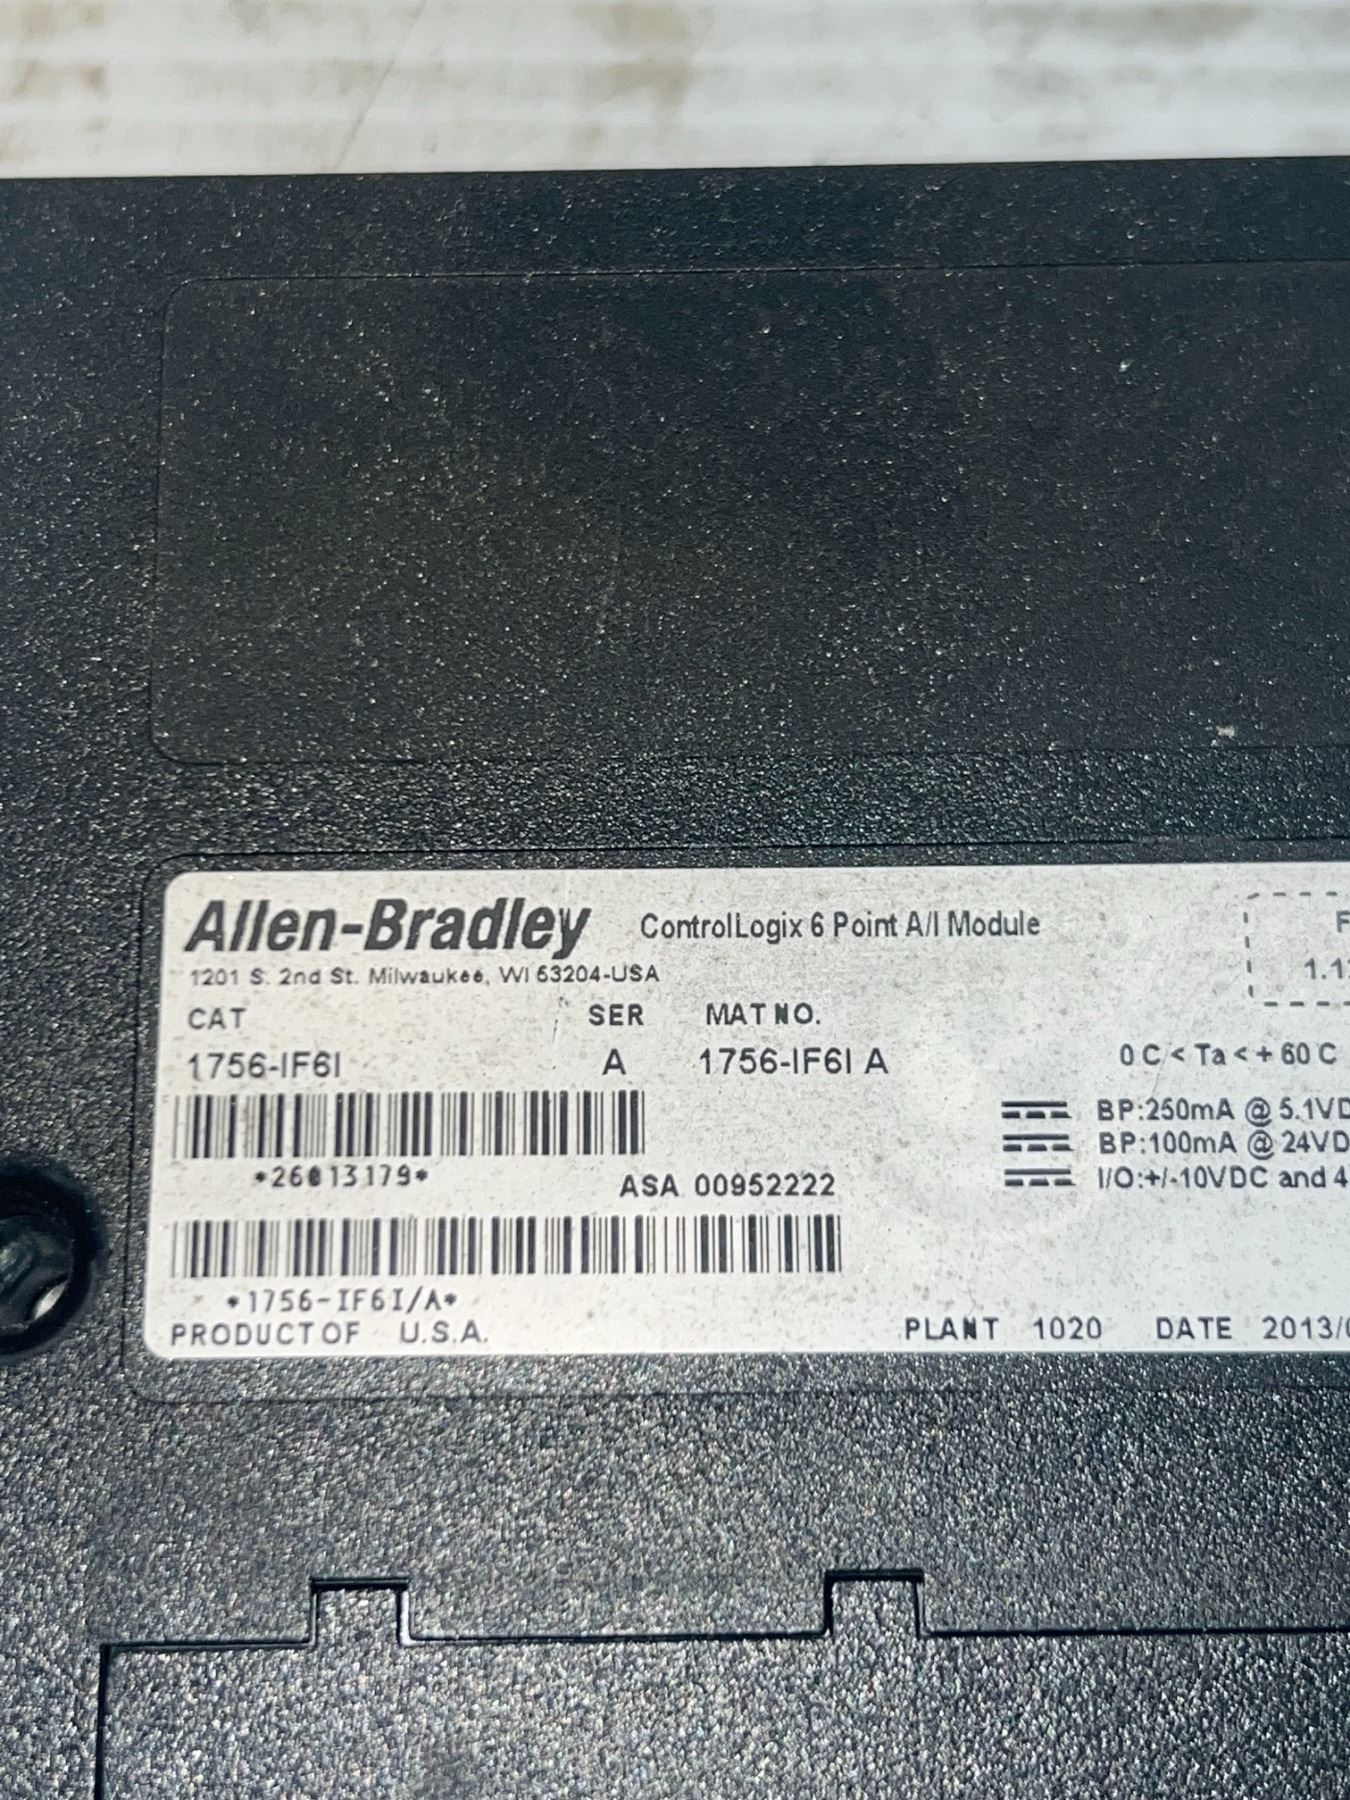 Allen-Bradley ControlLogix 6 Point A/I Module
1201 S. 2nd St. Milwaukee, WI 53204-USA
CAT SER MAT NO.
1756-IF6I A 1756-IF6I A
0 C < Ta < + 60 C
BP:250mA @ 5.1VD
BP:100mA @ 24VD
*26013179*
ASA 00952222
I/O:+/-10VDC and 4
*1756-IF6I/A*
PRODUCT OF U.S.A. PLANT 1020 DATE 2013/0